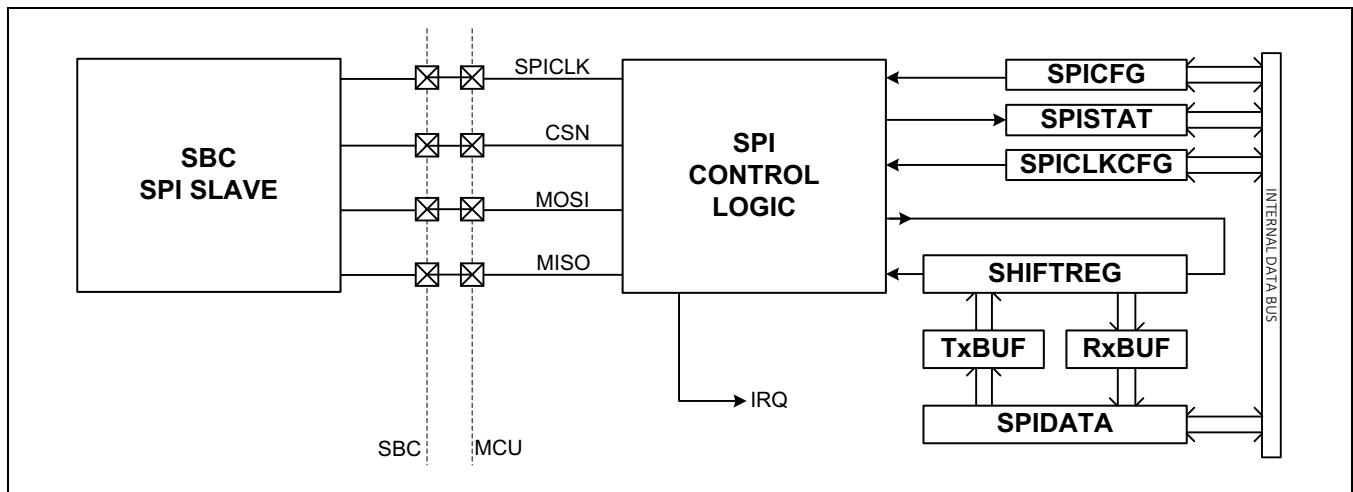 SBC
SPI SLAVE
SPICLK
CSN
MOSI
MISO
SBC
MCU
SPI
CONTROL
LOGIC
IRQ
SPICFG
SPISTAT
SPICLKCFG
SHIFTREG
TxBUF
RxBUF
SPIDATA
INTERNAL DATA BUS